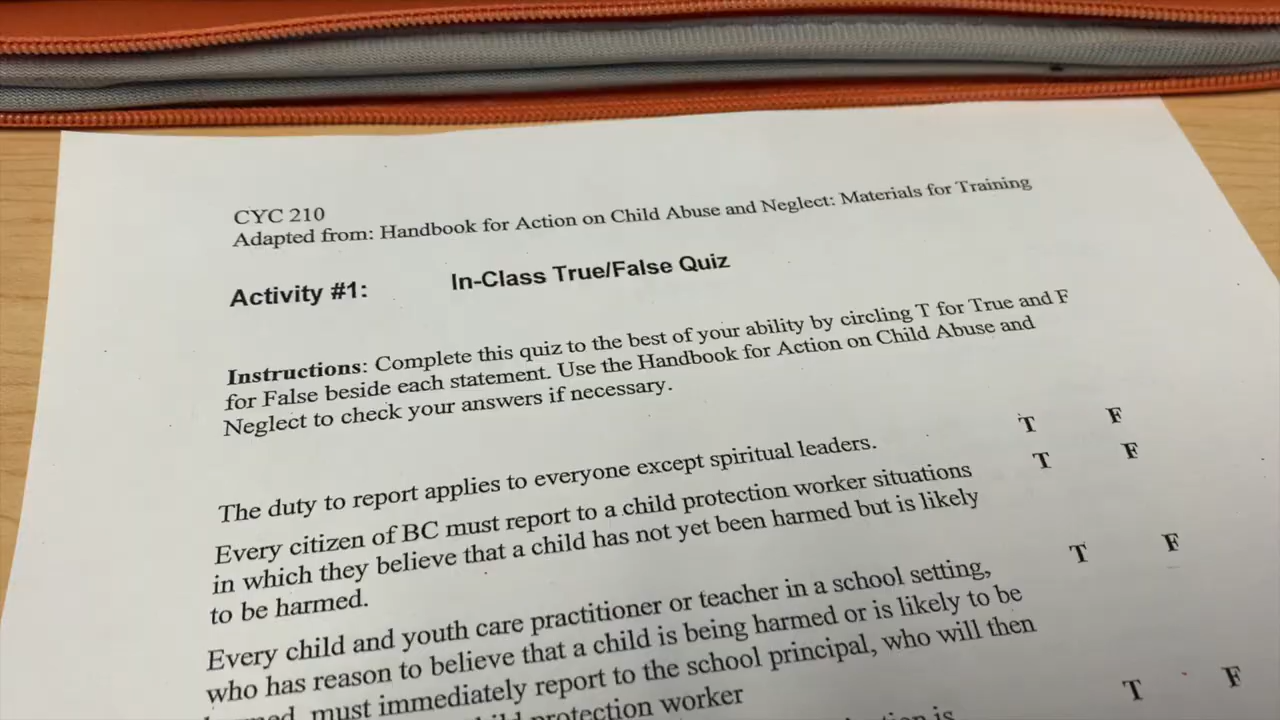 CYC 210
Adapted from: Handbook for Action on Child Abuse and Neglect: Materials for Training
Activity #1: In-Class True/False Quiz
Instructions: Complete this quiz to the best of your ability by circling T for True and F
for False beside each statement. Use the Handbook for Action on Child Abuse and
Neglect to check your answers if necessary.
The duty to report applies to everyone except spiritual leaders. T F
Every citizen of BC must report to a child protection worker situations T F
in which they believe that a child has not yet been harmed but is likely
to be harmed.
Every child and youth care practitioner or teacher in a school setting, T F
who has reason to believe that a child is being harmed or is likely to be
must immediately report to the school principal, who will then
protection worker
is T F